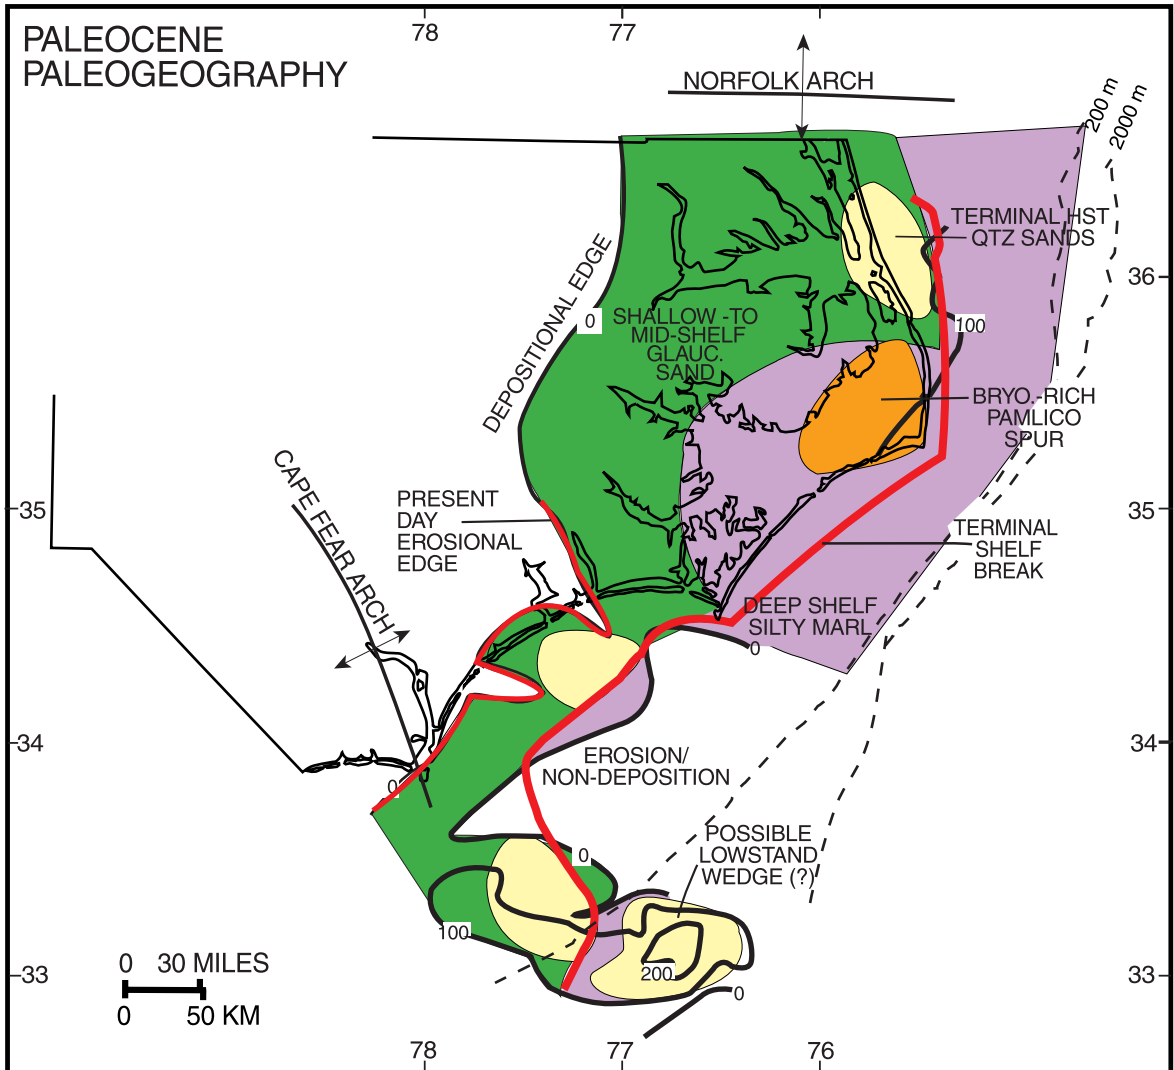 PALEOCENE
PALEOGEOGRAPHY
78
77
NORFOLK ARCH
200 m
2000 m
TERMINAL HST
QTZ SANDS
36
DEPOSITIONAL EDGE
0
SHALLOW -TO
MID-SHELF
GLAUC.
SAND
100
BRYO.-RICH
PAMLICO
SPUR
CAPE FEAR ARCH
PRESENT
DAY
EROSIONAL
EDGE
35
35
TERMINAL
SHELF
BREAK
DEEP SHELF
SILTY MARL
0
34
34
EROSION/
NON-DEPOSITION
0
POSSIBLE
LOWSTAND
WEDGE (?)
0
100
200
0
33
33
0 30 MILES
0 50 KM
78
77
76